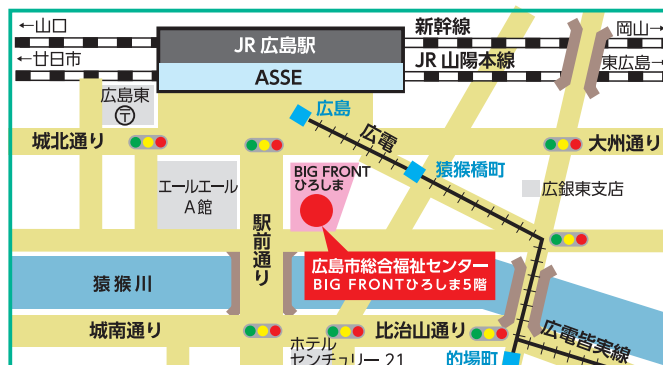 ←山口
新幹線
岡山→
JR 広島駅
←廿日市
JR 山陽本線
東広島→
ASSE
広島東
〒
広島
広電
城北通り
大州通り
BIG FRONT
ひろしま
猿猴橋町
エールエール
A館
広銀東支店
駅前通り
広島市総合福祉センター
BIG FRONTひろしま5階
猿猴川
城南通り
比治山通り
広電皆実線
ホテル
センチュリー 21
的場町